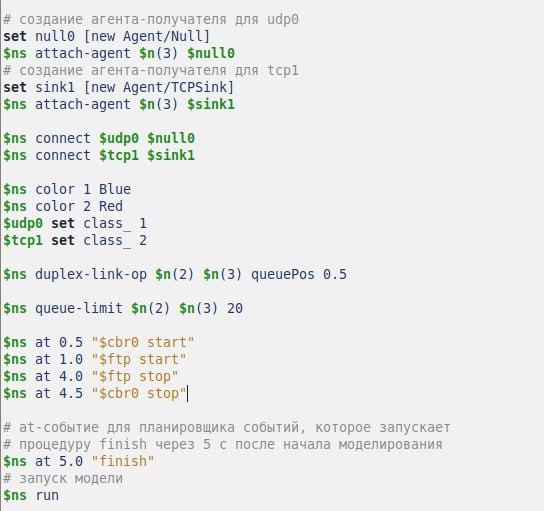 # создание агента-получателя для udp0
set null0 [new Agent/Null]
$ns attach-agent $n(3) $null0
# создание агента-получателя для tcp1
set sink1 [new Agent/TCPSink]
$ns attach-agent $n(3) $sink1
$ns connect $udp0 $null0
$ns connect $tcp1 $sink1
$ns color 1 Blue
$ns color 2 Red
$udp0 set class_ 1
$tcp1 set class_ 2
$ns duplex-link-op $n(2) $n(3) queuePos 0.5
$ns queue-limit $n(2) $n(3) 20
$ns at 0.5 "$cbr0 start"
$ns at 1.0 "$ftp start"
$ns at 4.0 "$ftp stop"
$ns at 4.5 "$cbr0 stop"
# at-событие для планировщика событий, которое запускает
# процедуру finish через 5 с после начала моделирования
$ns at 5.0 "finish"
# запуск модели
$ns run